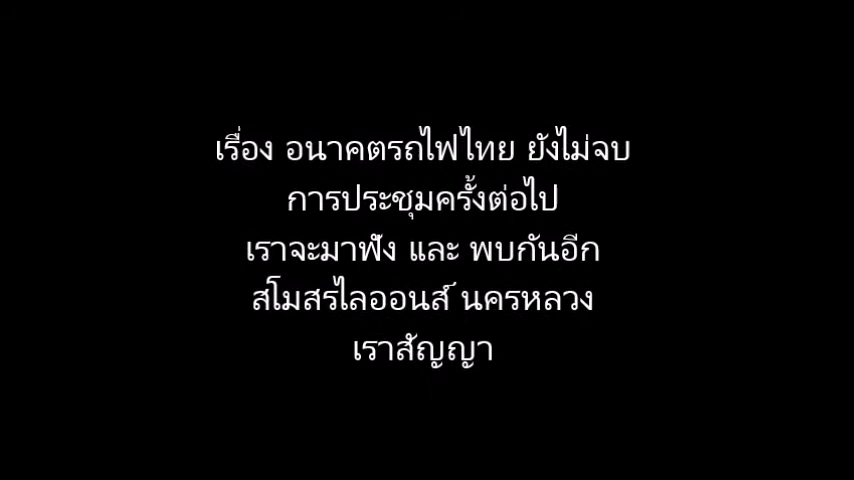 เรื่อง อนาคตรถไฟไทย ยังไม่จบ
การประชุมครั้งต่อไป
เราจะมาฟัง และ พบกันอีก
สโมสรไลออนส์ นครหลวง
เราสัญญา